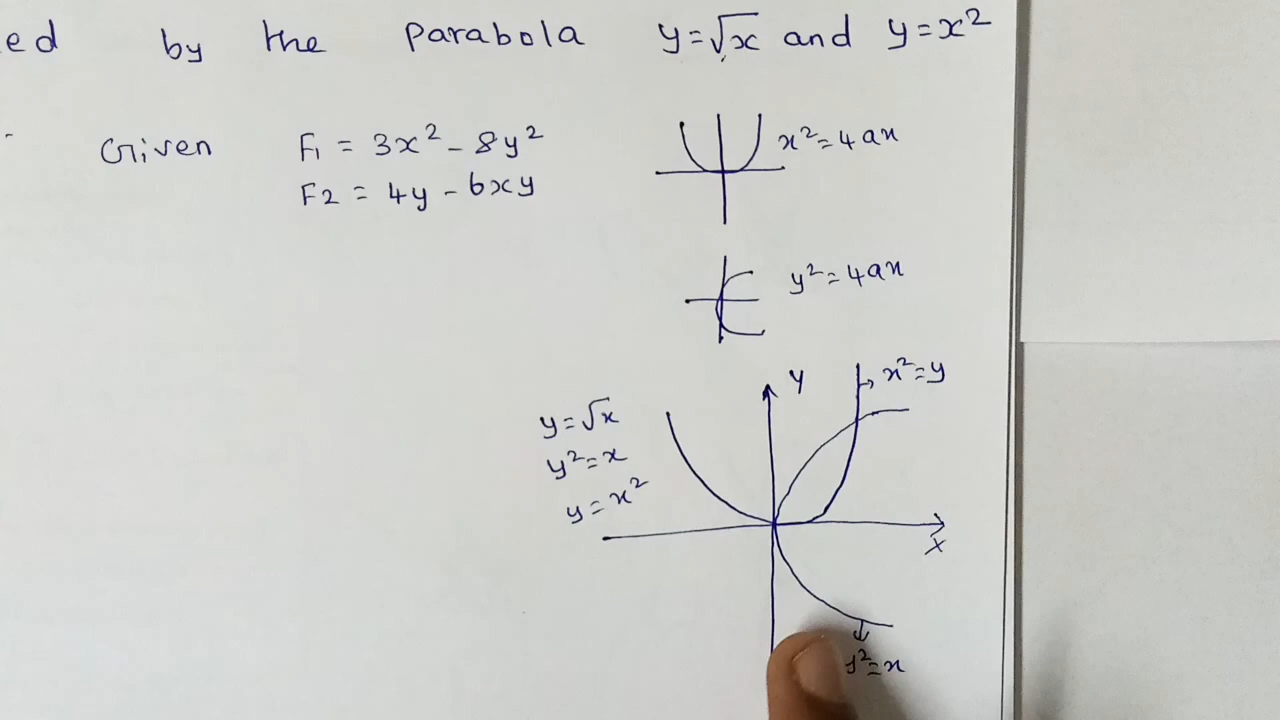 ed by the parabola y=√x and y=x²
Given F₁ = 3x² - 8y²
F2 = 4y - 6xy
x²=4ax
y²=4ax
Y
x²=y
y=√x
y²=x
y=x²
X
y²=x